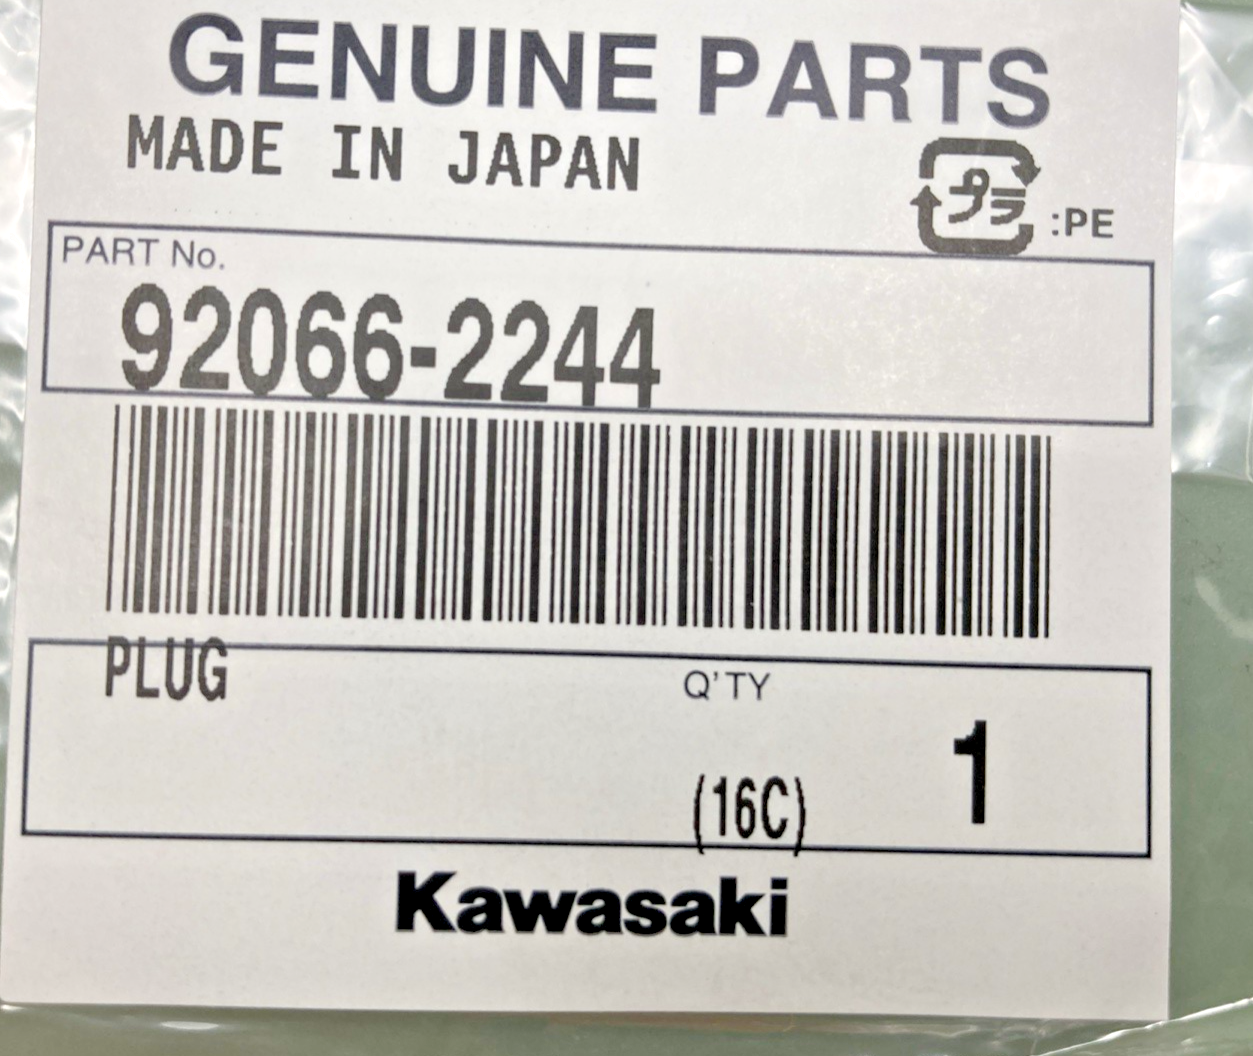 GENUINE PARTS
MADE IN JAPAN
プラ :PE
PART No.
92066-2244
PLUG
Q'TY
1
(16C)
Kawasaki